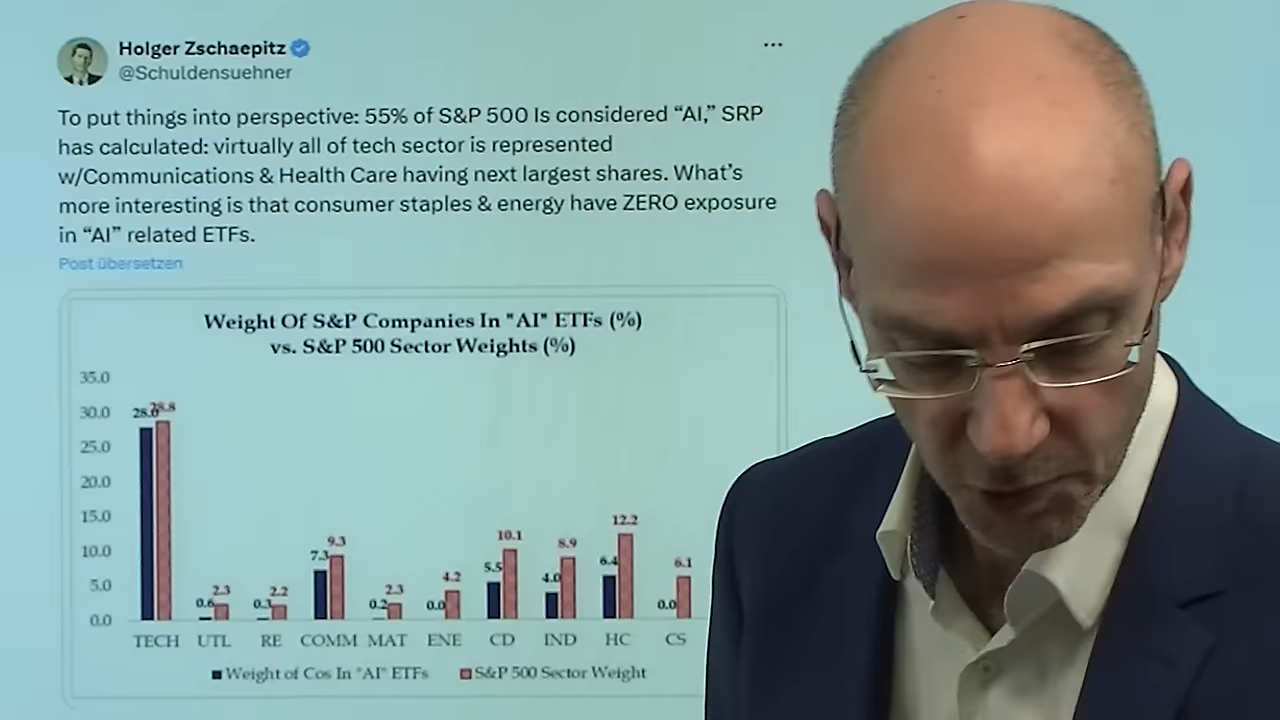 Holger Zschaepitz
@Schuldensuehner
To put things into perspective: 55% of S&P 500 Is considered “AI,” SRP
has calculated: virtually all of tech sector is represented
w/Communications & Health Care having next largest shares. What’s
more interesting is that consumer staples & energy have ZERO exposure
in “AI” related ETFs.
Post übersetzen
Weight Of S&P Companies In "AI" ETFs (%)
vs. S&P 500 Sector Weights (%)
35.0
30.0
25.0
20.0
15.0
10.0
5.0
0.0
28.0 28.8
0.6 2.3
0.3 2.2
7.3 9.3
0.2 2.3
0.0 4.2
5.5 10.1
4.0 8.9
6.4 12.2
0.0 6.1
TECH UTL RE COMM MAT ENE CD IND HC CS
Weight of Cos In "AI" ETFs S&P 500 Sector Weight